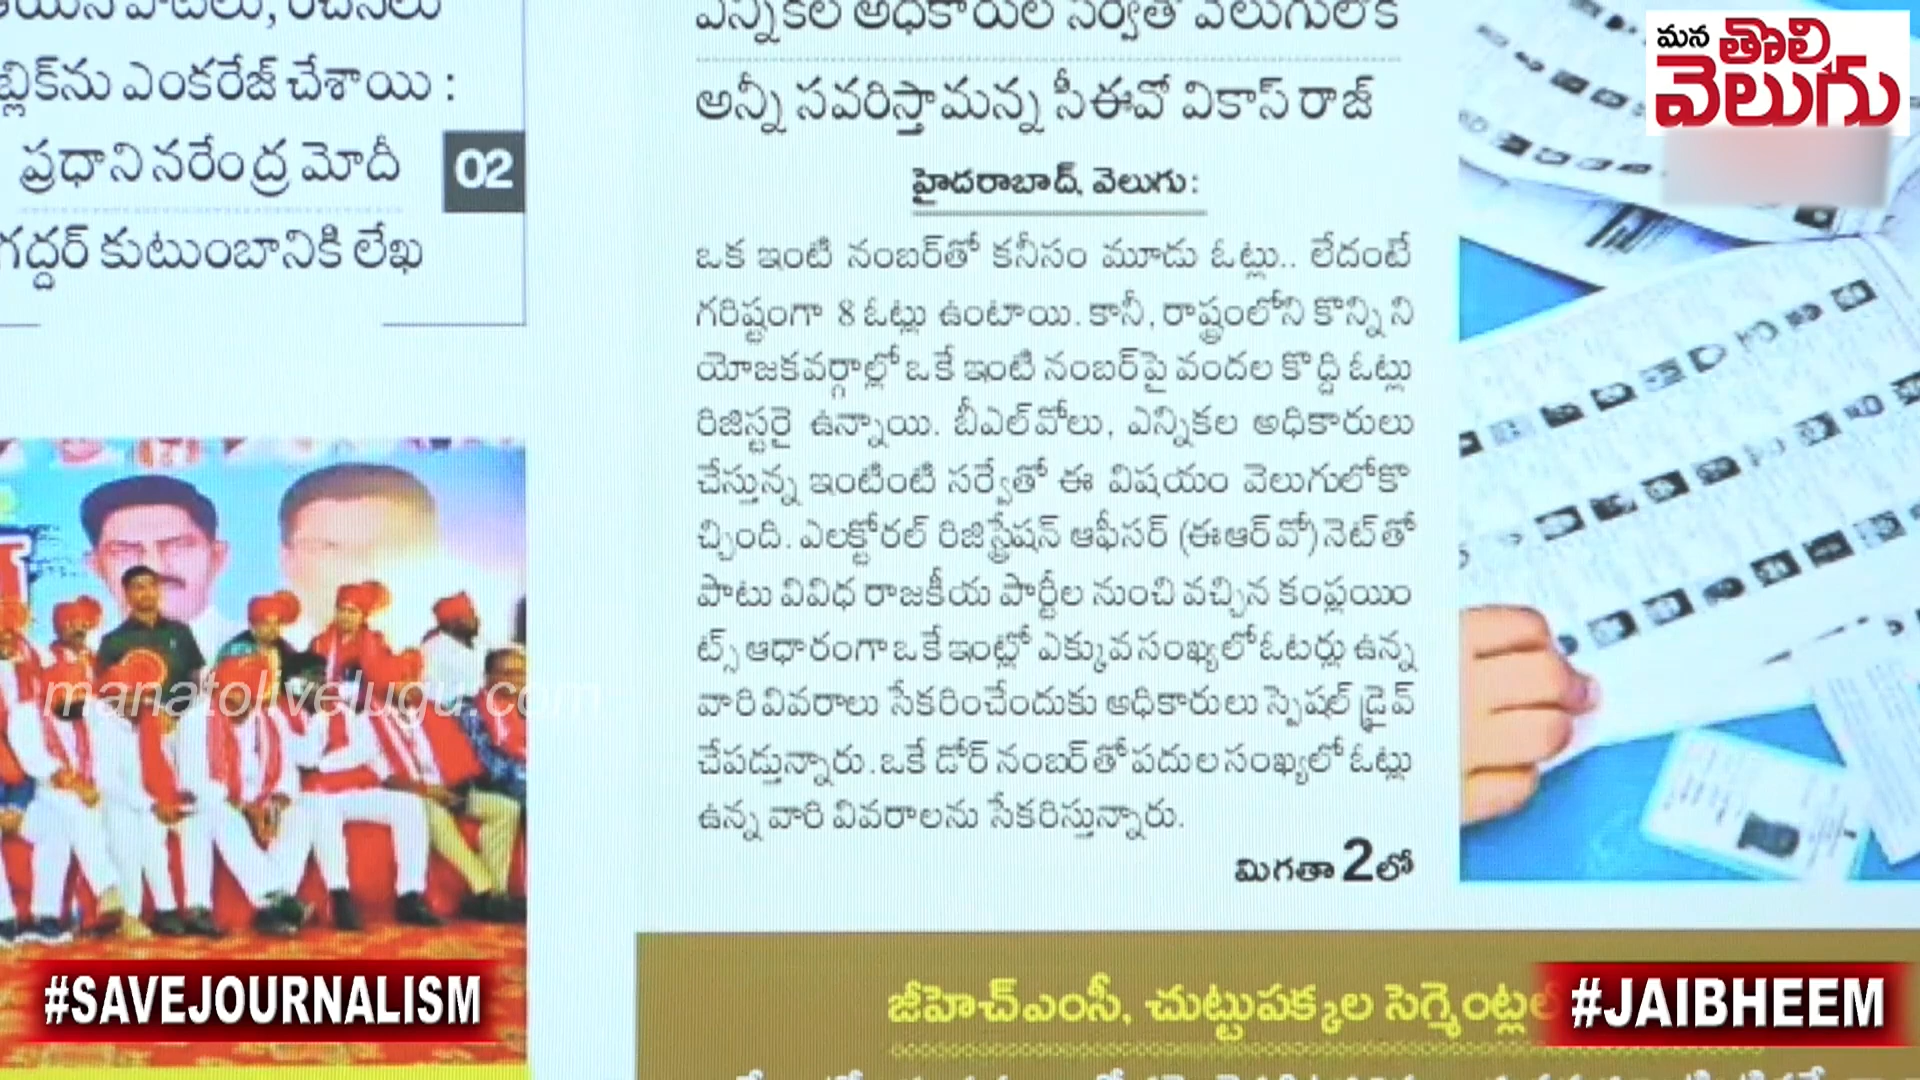 బ్లిక్‌ను ఎంకరేజ్ చేశాయి :
ప్రధాని నరేంద్ర మోదీ
02
గద్దర్ కుటుంబానికి లేఖ
ఎన్నికల అధికారుల సర్వేతో వెలుగులోకి
అన్నీ సవరిస్తామన్న సీఈవో వికాస్ రాజ్
హైదరాబాద్, వెలుగు:
ఒక ఇంటి నంబర్‌తో కనీసం మూడు ఓట్లు.. లేదంటే
గరిష్టంగా 8 ఓట్లు ఉంటాయి. కానీ, రాష్ట్రంలోని కొన్ని ని
యోజకవర్గాల్లో ఒకే ఇంటి నంబర్‌పై వందల కొద్దీ ఓట్లు
రిజిస్టరై ఉన్నాయి. బీఎల్‌వోలు, ఎన్నికల అధికారులు
చేస్తున్న ఇంటింటి సర్వేతో ఈ విషయం వెలుగులోకొ
చ్చింది. ఎలక్టోరల్ రిజిస్ట్రేషన్ ఆఫీసర్ (ఈఆర్‌వో) నెట్‌తో
పాటు వివిధ రాజకీయ పార్టీల నుంచి వచ్చిన కంప్లయిం
ట్స్ ఆధారంగా ఒకే ఇంట్లో ఎక్కువ సంఖ్యలో ఓటర్లు ఉన్న
వారి వివరాలు సేకరించేందుకు అధికారులు స్పెషల్ డ్రైవ్
చేపడ్తున్నారు. ఒకే డోర్ నంబర్‌తో పదుల సంఖ్యలో ఓట్లు
ఉన్న వారి వివరాలను సేకరిస్తున్నారు.
మిగతా 2లో
జీహెచ్ఎంసీ, చుట్టుపక్కల సెగ్మెంట్ల
మన
తొలి
వెలుగు
manatolivelugu.com
#SAVEJOURNALISM
#JAIBHEEM